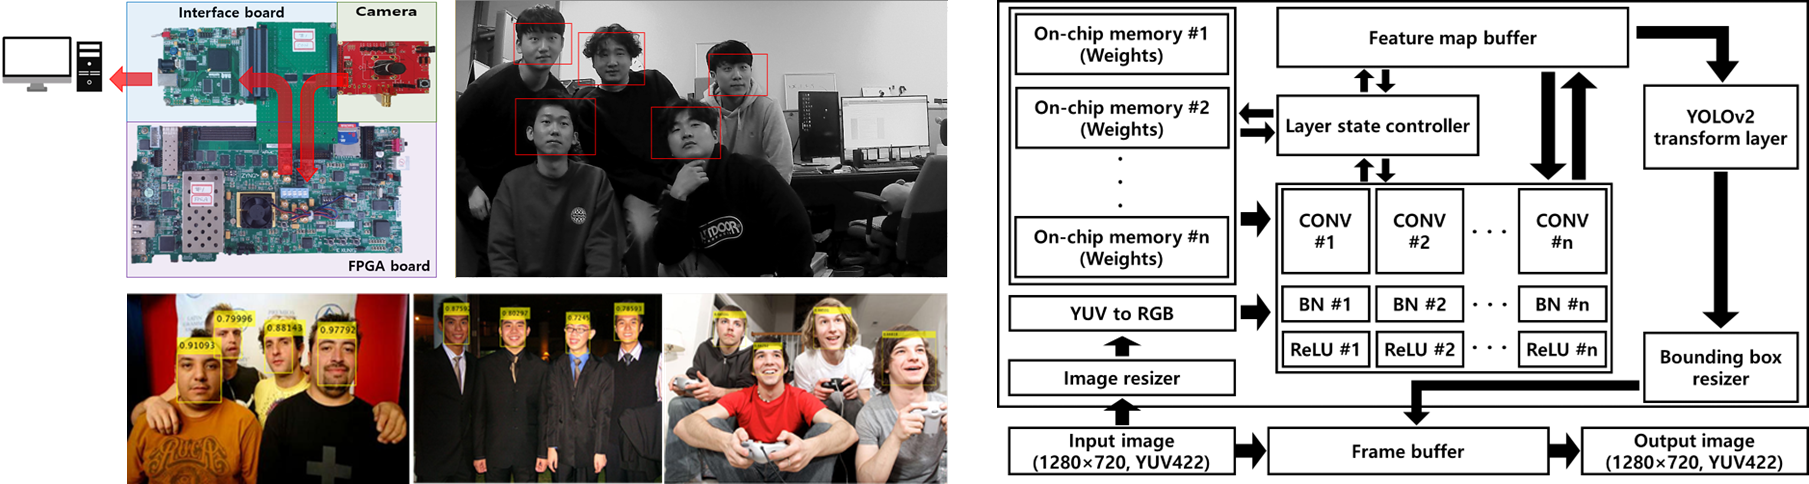 Interface board
Camera
FPGA board
0.79996
0.88143
0.97792
0.91093
0.80297
0.7245
0.78593
On-chip memory #1
(Weights)
On-chip memory #2
(Weights)
On-chip memory #n
(Weights)
YUV to RGB
Image resizer
Input image
(1280×720, YUV422)
Feature map buffer
Layer state controller
CONV
#1
CONV
#2
CONV
#n
BN #1
BN #2
BN #n
ReLU #1
ReLU #2
ReLU #n
YOLOv2
transform layer
Bounding box
resizer
Frame buffer
Output image
(1280×720, YUV422)